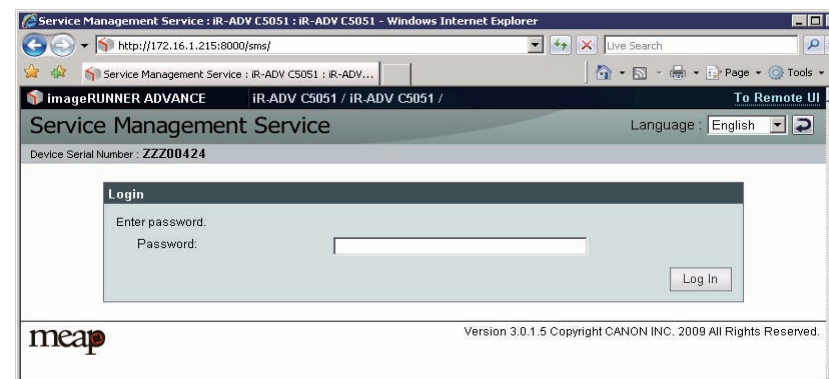 Service Management Service : iR-ADV C5051 : iR-ADV C5051 - Windows Internet Explorer
http://172.16.1.215:8000/sms/
Live Search
Service Management Service : iR-ADV C5051 : iR-ADV...
Page
Tools
imageRUNNER ADVANCE iR-ADV C5051 / iR-ADV C5051 /
To Remote UI
Service Management Service
Language : English
Device Serial Number : ZZZ00424
Login
Enter password.
Password:
Log In
meap
Version 3.0.1.5 Copyright CANON INC. 2009 All Rights Reserved.